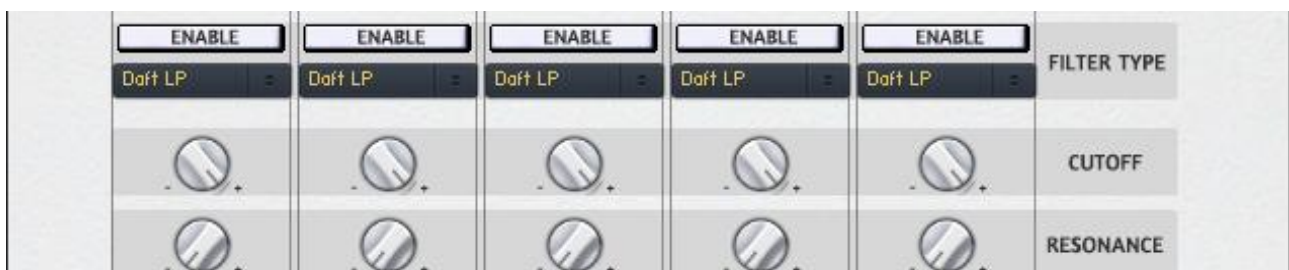 ENABLE ENABLE ENABLE ENABLE ENABLE
FILTER TYPE
Daft LP Daft LP Daft LP Daft LP Daft LP
- + - + - + - + - + CUTOFF
- + - + - + - + - + RESONANCE